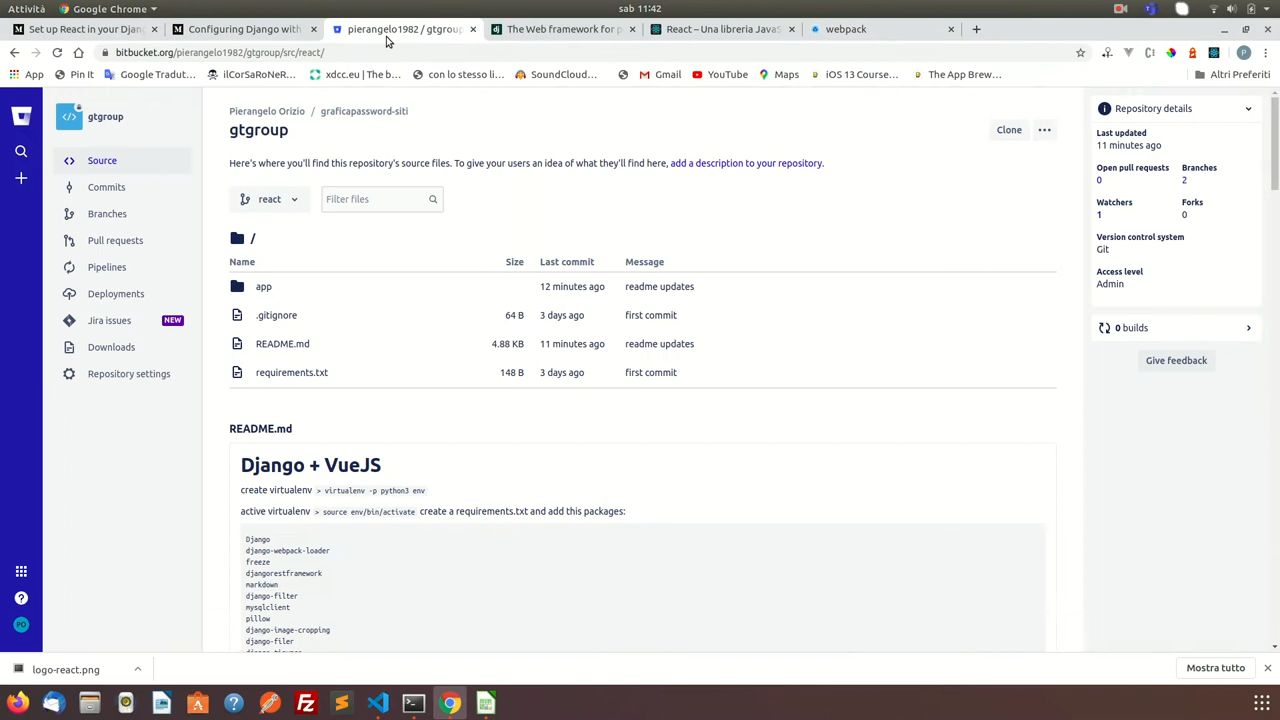 Attività
Google Chrome
sab 11:42
Set up React in your Djan
Configuring Django with
pierangelo1982 / gtgroup
The Web framework for p
React – Una libreria JavaS
webpack
bitbucket.org/pierangelo1982/gtgroup/src/react/
App
Pin It
Google Tradut...
ilCorSaRoNeR...
xdcc.eu | The b...
con lo stesso li...
SoundCloud...
Gmail
YouTube
Maps
iOS 13 Course...
The App Brew...
Altri Preferiti
gtgroup
Source
Commits
Branches
Pull requests
Pipelines
Deployments
Jira issues NEW
Downloads
Repository settings
PO
Pierangelo Orizio / graficapassword-siti
gtgroup
Clone
Here's where you'll find this repository's source files. To give your users an idea of what they'll find here, add a description to your repository.
react
Filter files
/
Name Size Last commit Message
app 12 minutes ago readme updates
.gitignore 64 B 3 days ago first commit
README.md 4.88 KB 11 minutes ago readme updates
requirements.txt 148 B 3 days ago first commit
README.md
Django + VueJS
create virtualenv > virtualenv -p python3 env
active virtualenv > source env/bin/activate create a requirements.txt and add this packages:
Django
django-webpack-loader
freeze
djangorestframework
markdown
django-filter
mysqlclient
pillow
django-image-cropping
django-filer
Repository details
Last updated
11 minutes ago
Open pull requests Branches
0 2
Watchers Forks
1 0
Version control system
Git
Access level
Admin
0 builds
Give feedback
logo-react.png
Mostra tutto